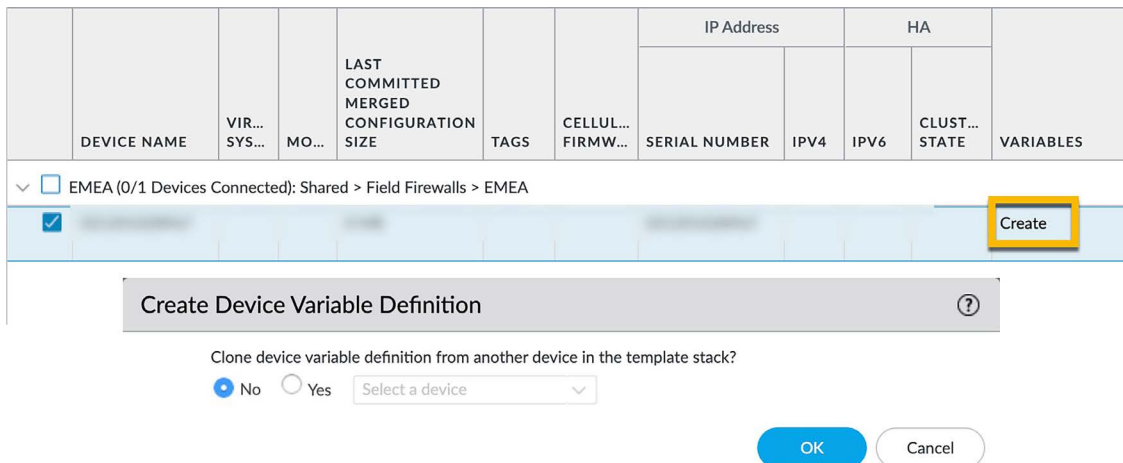 IP Address
HA
DEVICE NAME
VIR...
SYS...
MO...
LAST
COMMITTED
MERGED
CONFIGURATION
SIZE
TAGS
CELLUL...
FIRMW...
SERIAL NUMBER
IPV4
IPV6
CLUST...
STATE
VARIABLES
EMEA (0/1 Devices Connected): Shared > Field Firewalls > EMEA
Create
Create Device Variable Definition
?
Clone device variable definition from another device in the template stack?
No
Yes
Select a device
OK
Cancel